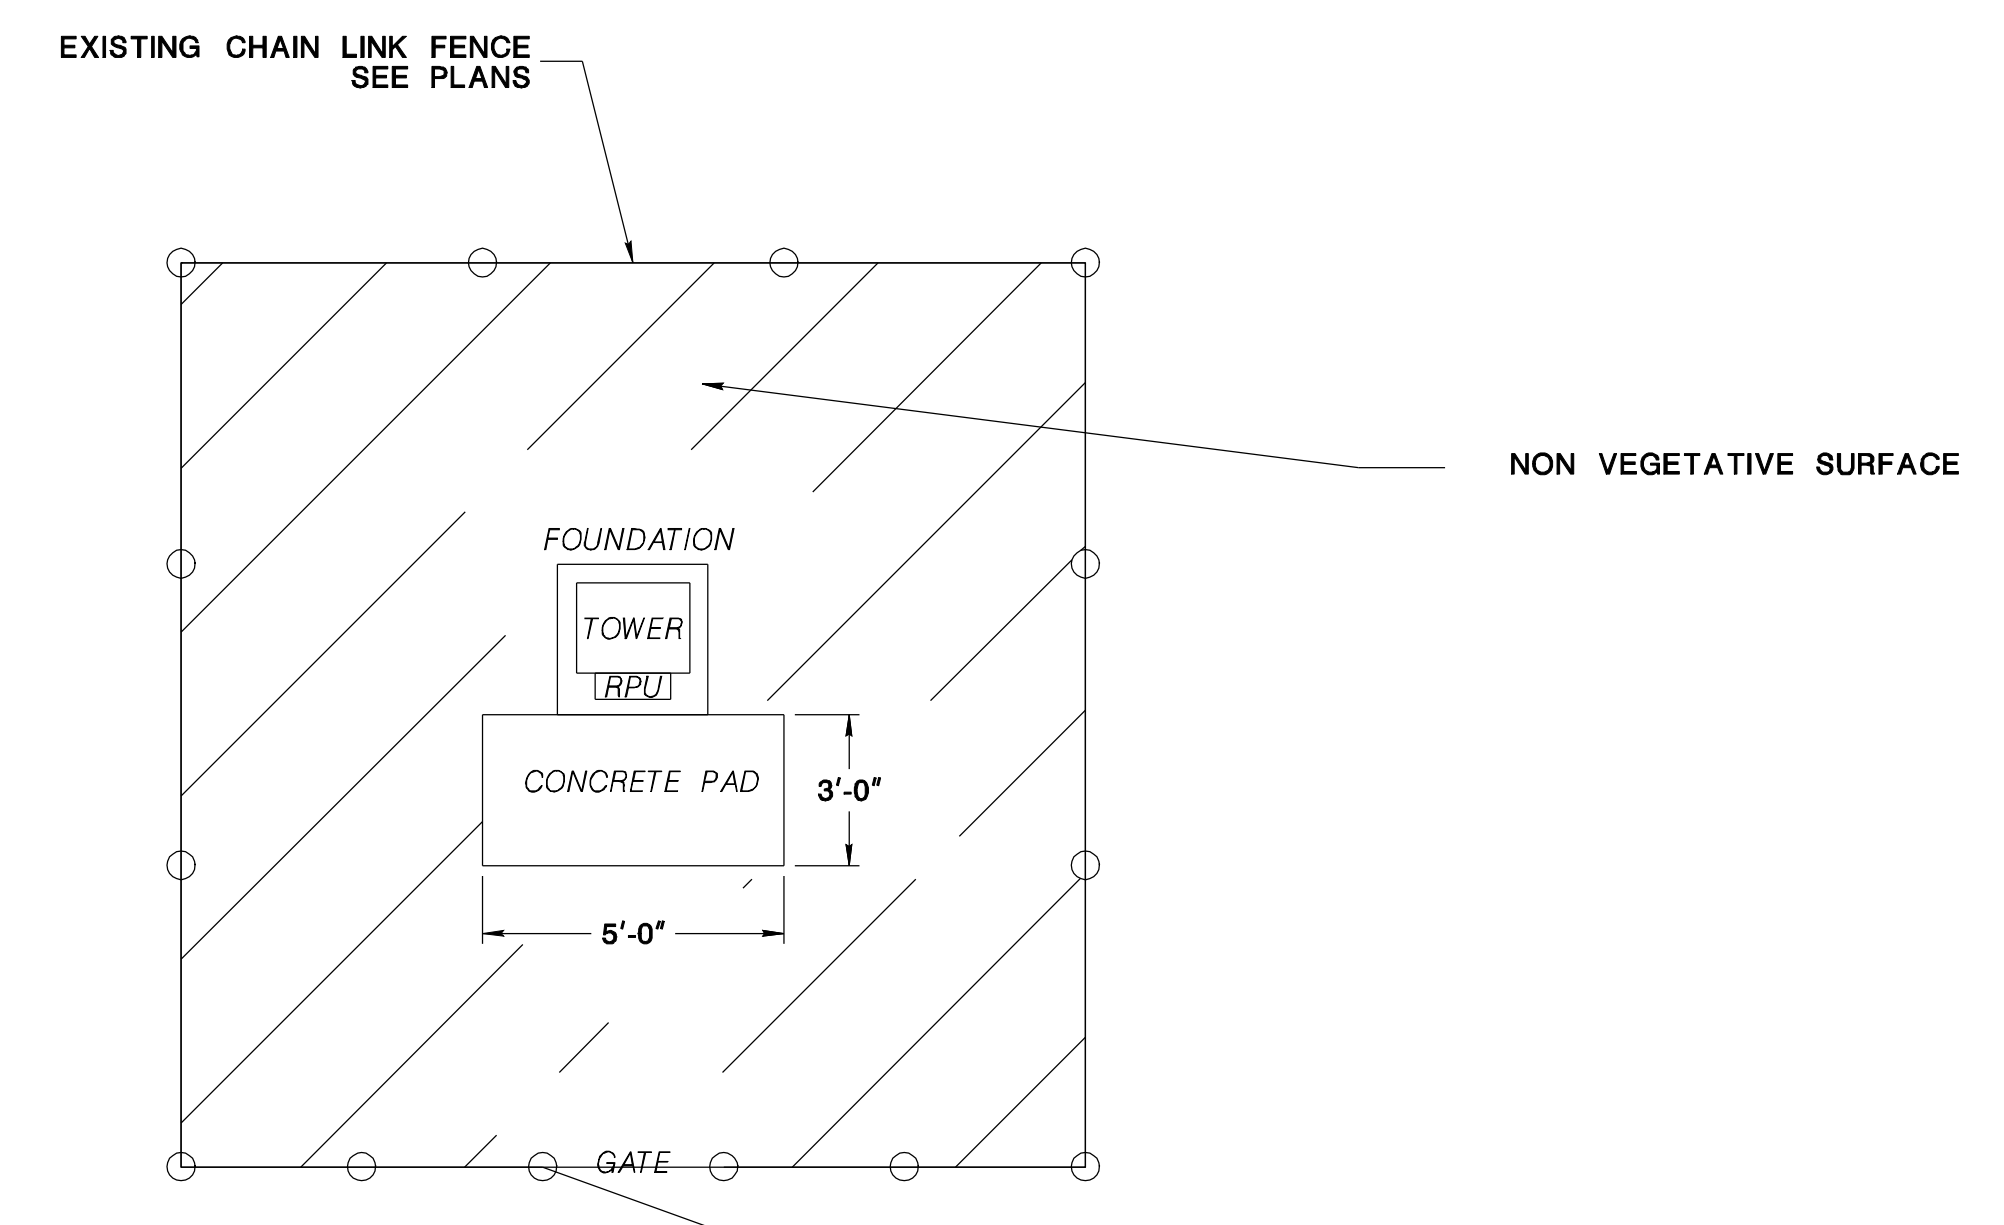 EXISTING CHAIN LINK FENCE
SEE PLANS
NON VEGETATIVE SURFACE
FOUNDATION
TOWER
RPU
CONCRETE PAD
3'-0"
5'-0"
GATE